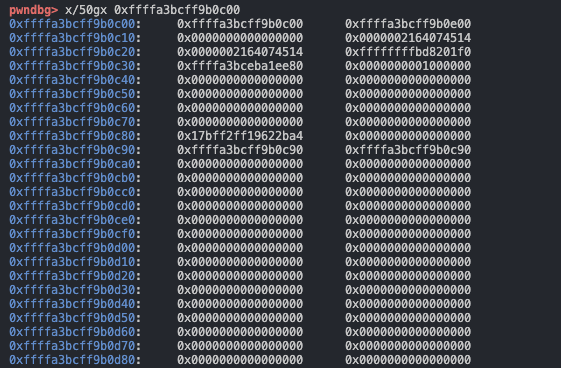 pwndbg> x/50gx 0xffffa3bcff9b0c00
0xffffa3bcff9b0c00: 0xffffa3bcff9b0c00 0xffffa3bcff9b0e00
0xffffa3bcff9b0c10: 0x0000000000000000 0x0000002164074514
0xffffa3bcff9b0c20: 0x0000002164074514 0xffffffffbd8201f0
0xffffa3bcff9b0c30: 0xffffa3bceba1ee80 0x0000000001000000
0xffffa3bcff9b0c40: 0x0000000000000000 0x0000000000000000
0xffffa3bcff9b0c50: 0x0000000000000000 0x0000000000000000
0xffffa3bcff9b0c60: 0x0000000000000000 0x0000000000000000
0xffffa3bcff9b0c70: 0x0000000000000000 0x0000000000000000
0xffffa3bcff9b0c80: 0x17bff2ff19622ba4 0x0000000000000000
0xffffa3bcff9b0c90: 0xffffa3bcff9b0c90 0xffffa3bcff9b0c90
0xffffa3bcff9b0ca0: 0x0000000000000000 0x0000000000000000
0xffffa3bcff9b0cb0: 0x0000000000000000 0x0000000000000000
0xffffa3bcff9b0cc0: 0x0000000000000000 0x0000000000000000
0xffffa3bcff9b0cd0: 0x0000000000000000 0x0000000000000000
0xffffa3bcff9b0ce0: 0x0000000000000000 0x0000000000000000
0xffffa3bcff9b0cf0: 0x0000000000000000 0x0000000000000000
0xffffa3bcff9b0d00: 0x0000000000000000 0x0000000000000000
0xffffa3bcff9b0d10: 0x0000000000000000 0x0000000000000000
0xffffa3bcff9b0d20: 0x0000000000000000 0x0000000000000000
0xffffa3bcff9b0d30: 0x0000000000000000 0x0000000000000000
0xffffa3bcff9b0d40: 0x0000000000000000 0x0000000000000000
0xffffa3bcff9b0d50: 0x0000000000000000 0x0000000000000000
0xffffa3bcff9b0d60: 0x0000000000000000 0x0000000000000000
0xffffa3bcff9b0d70: 0x0000000000000000 0x0000000000000000
0xffffa3bcff9b0d80: 0x0000000000000000 0x0000000000000000